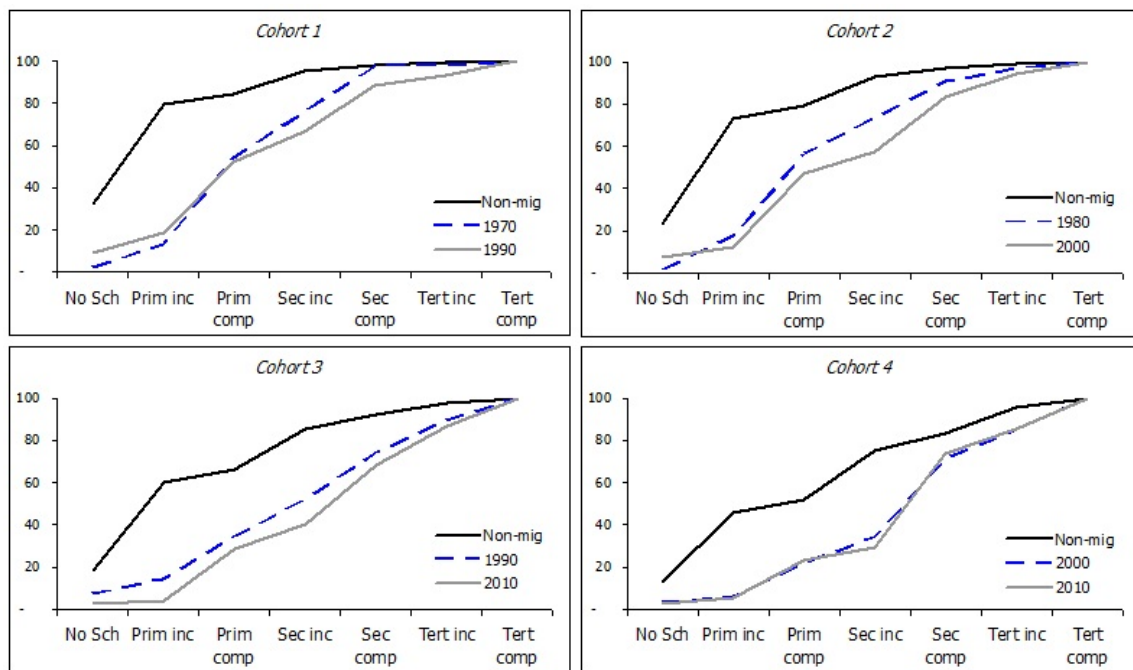 Cohort 1
100
80
60
40
20
-
Non-mig
1970
1990
No Sch Prim inc Prim comp Sec inc Sec comp Tert inc Tert comp
Cohort 2
100
80
60
40
20
-
Non-mig
1980
2000
No Sch Prim inc Prim comp Sec inc Sec comp Tert inc Tert comp
Cohort 3
100
80
60
40
20
-
Non-mig
1990
2010
No Sch Prim inc Prim comp Sec inc Sec comp Tert inc Tert comp
Cohort 4
100
80
60
40
20
-
Non-mig
2000
2010
No Sch Prim inc Prim comp Sec inc Sec comp Tert inc Tert comp